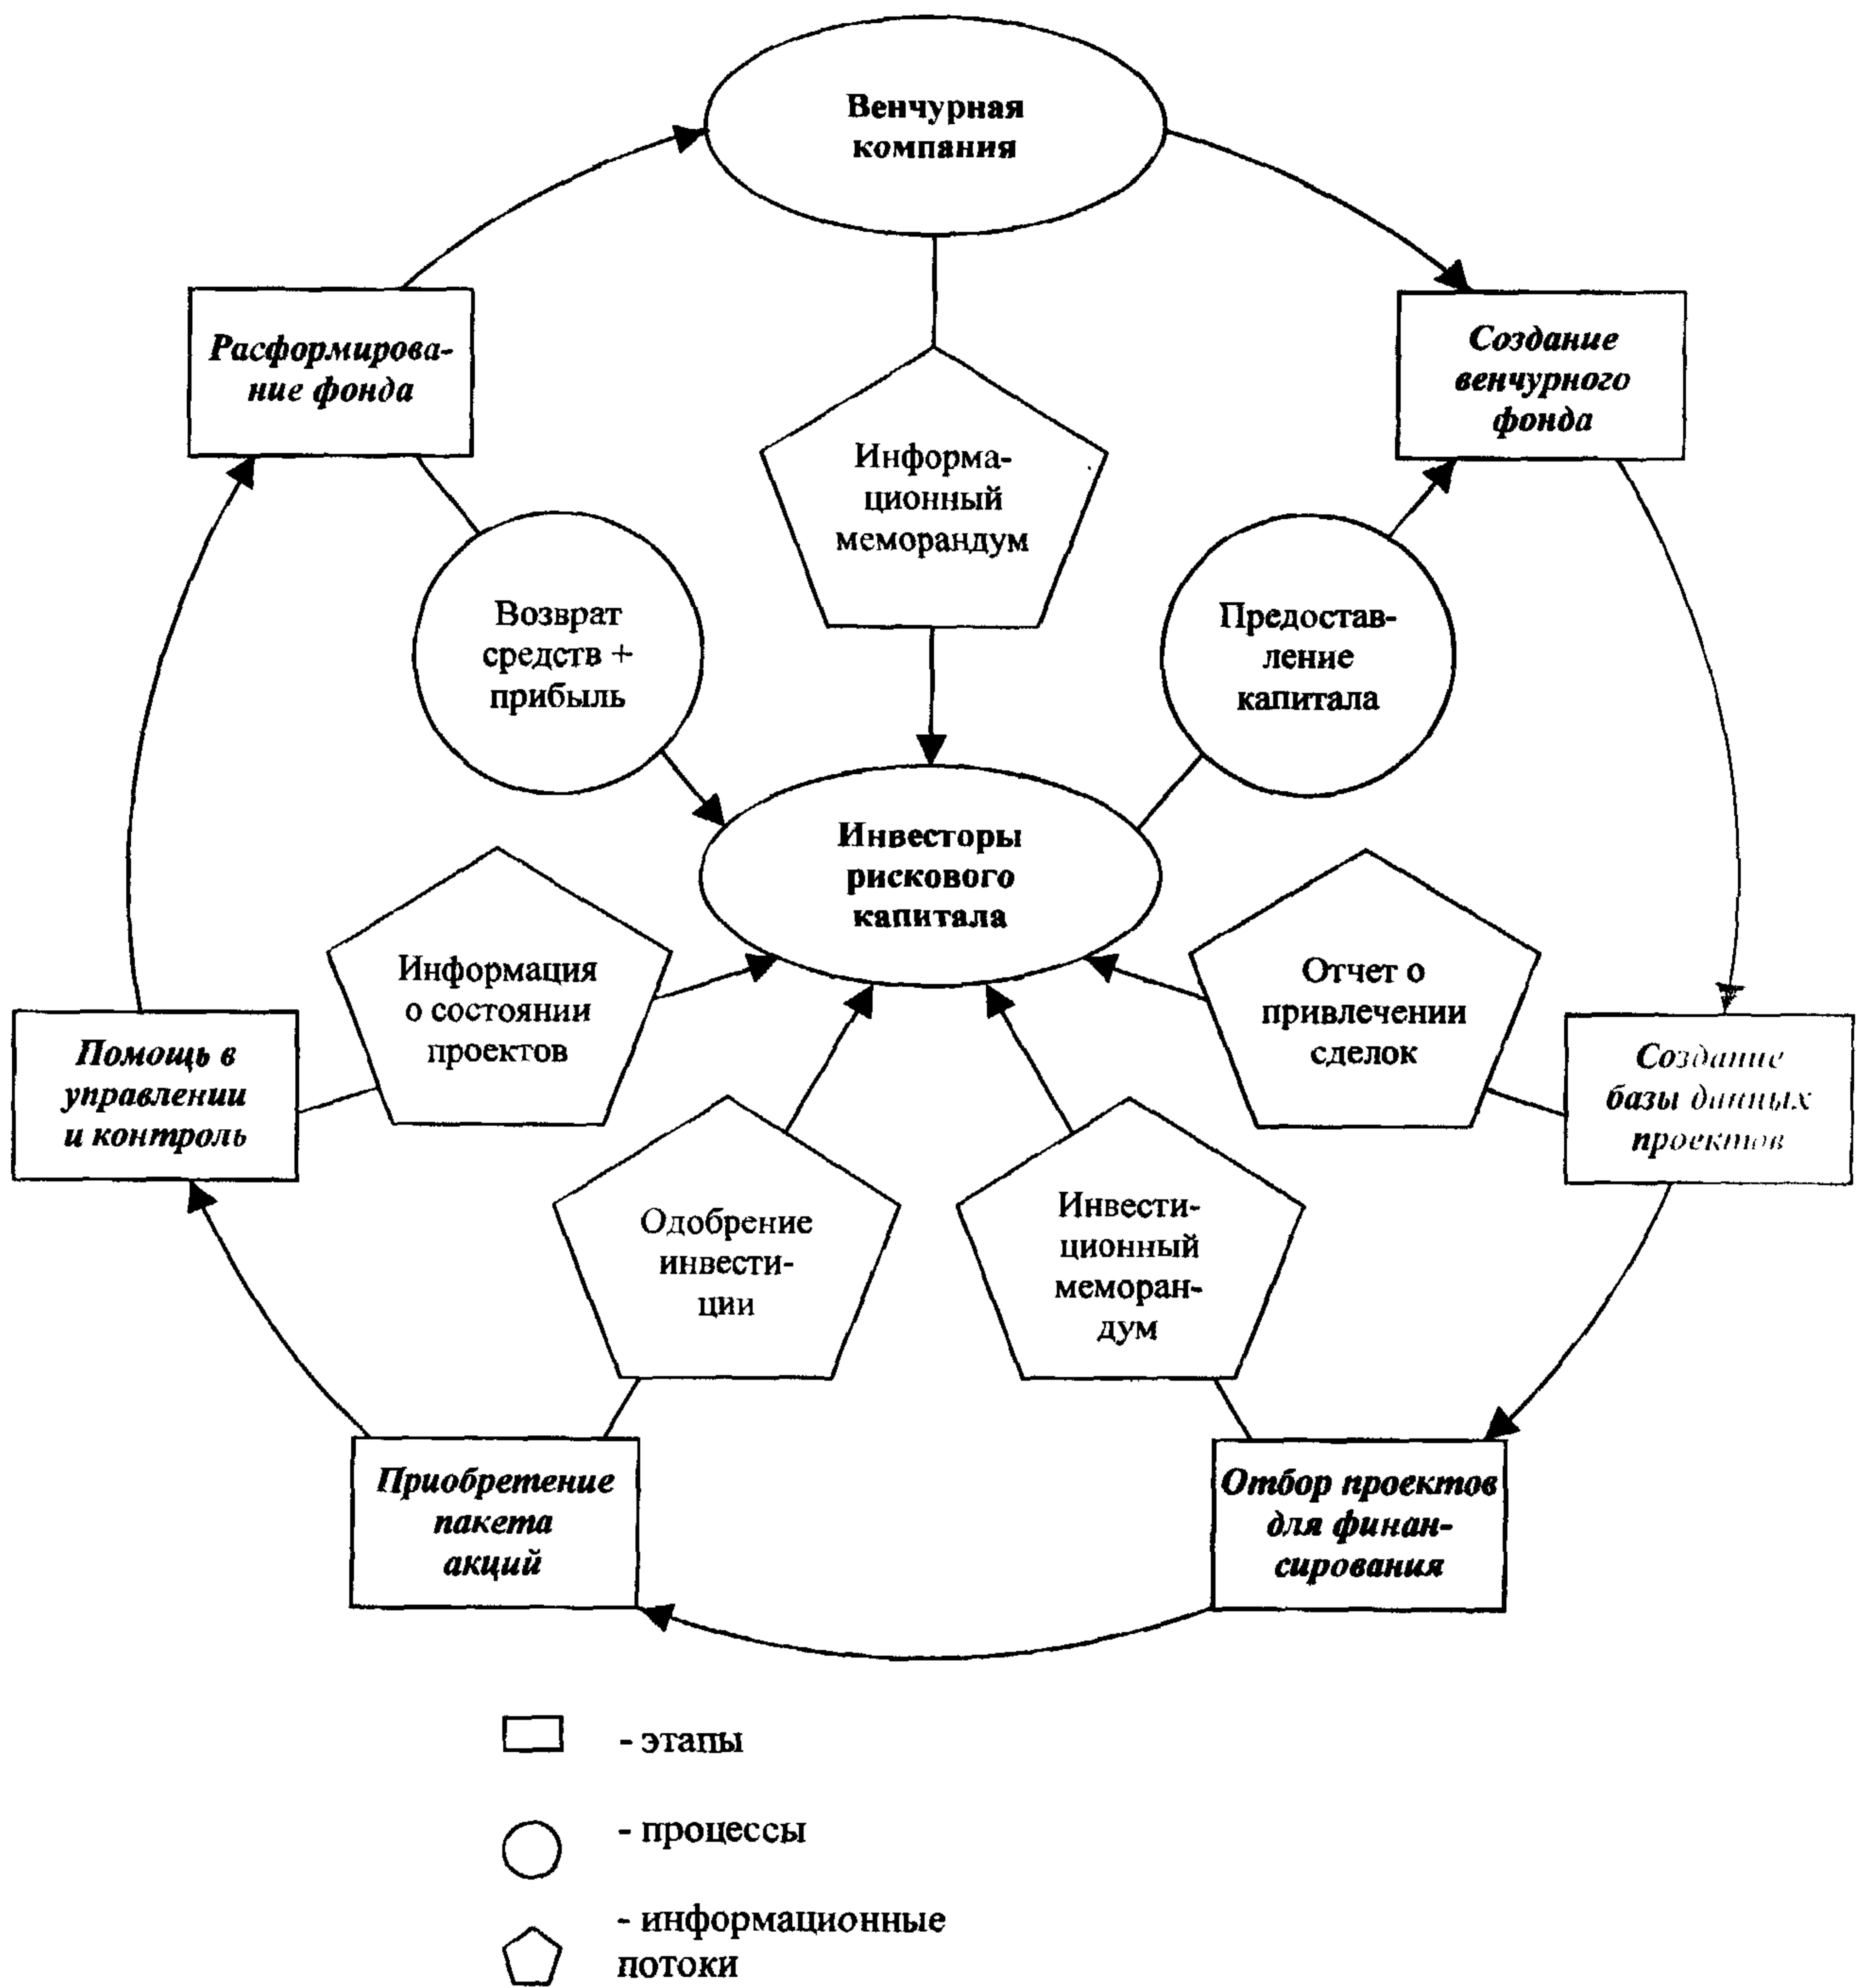 Венчурная
компания
Расформирова-
ние фонда
Создание
венчурного
фонда
Информа-
ционный
меморандум
Возврат
средств +
прибыль
Предостав-
ление
капитала
Инвесторы
рискового
капитала
Информация
о состоянии
проектов
Отчет о
привлечении
сделок
Помощь в
управлении
и контроль
Создание
базы данных
проектов
Одобрение
инвести-
ции
Инвести-
ционный
меморан-
дум
Приобретение
пакета
акций
Отбор проектов
для финан-
сирования
- этапы
- процессы
- информационные
потоки